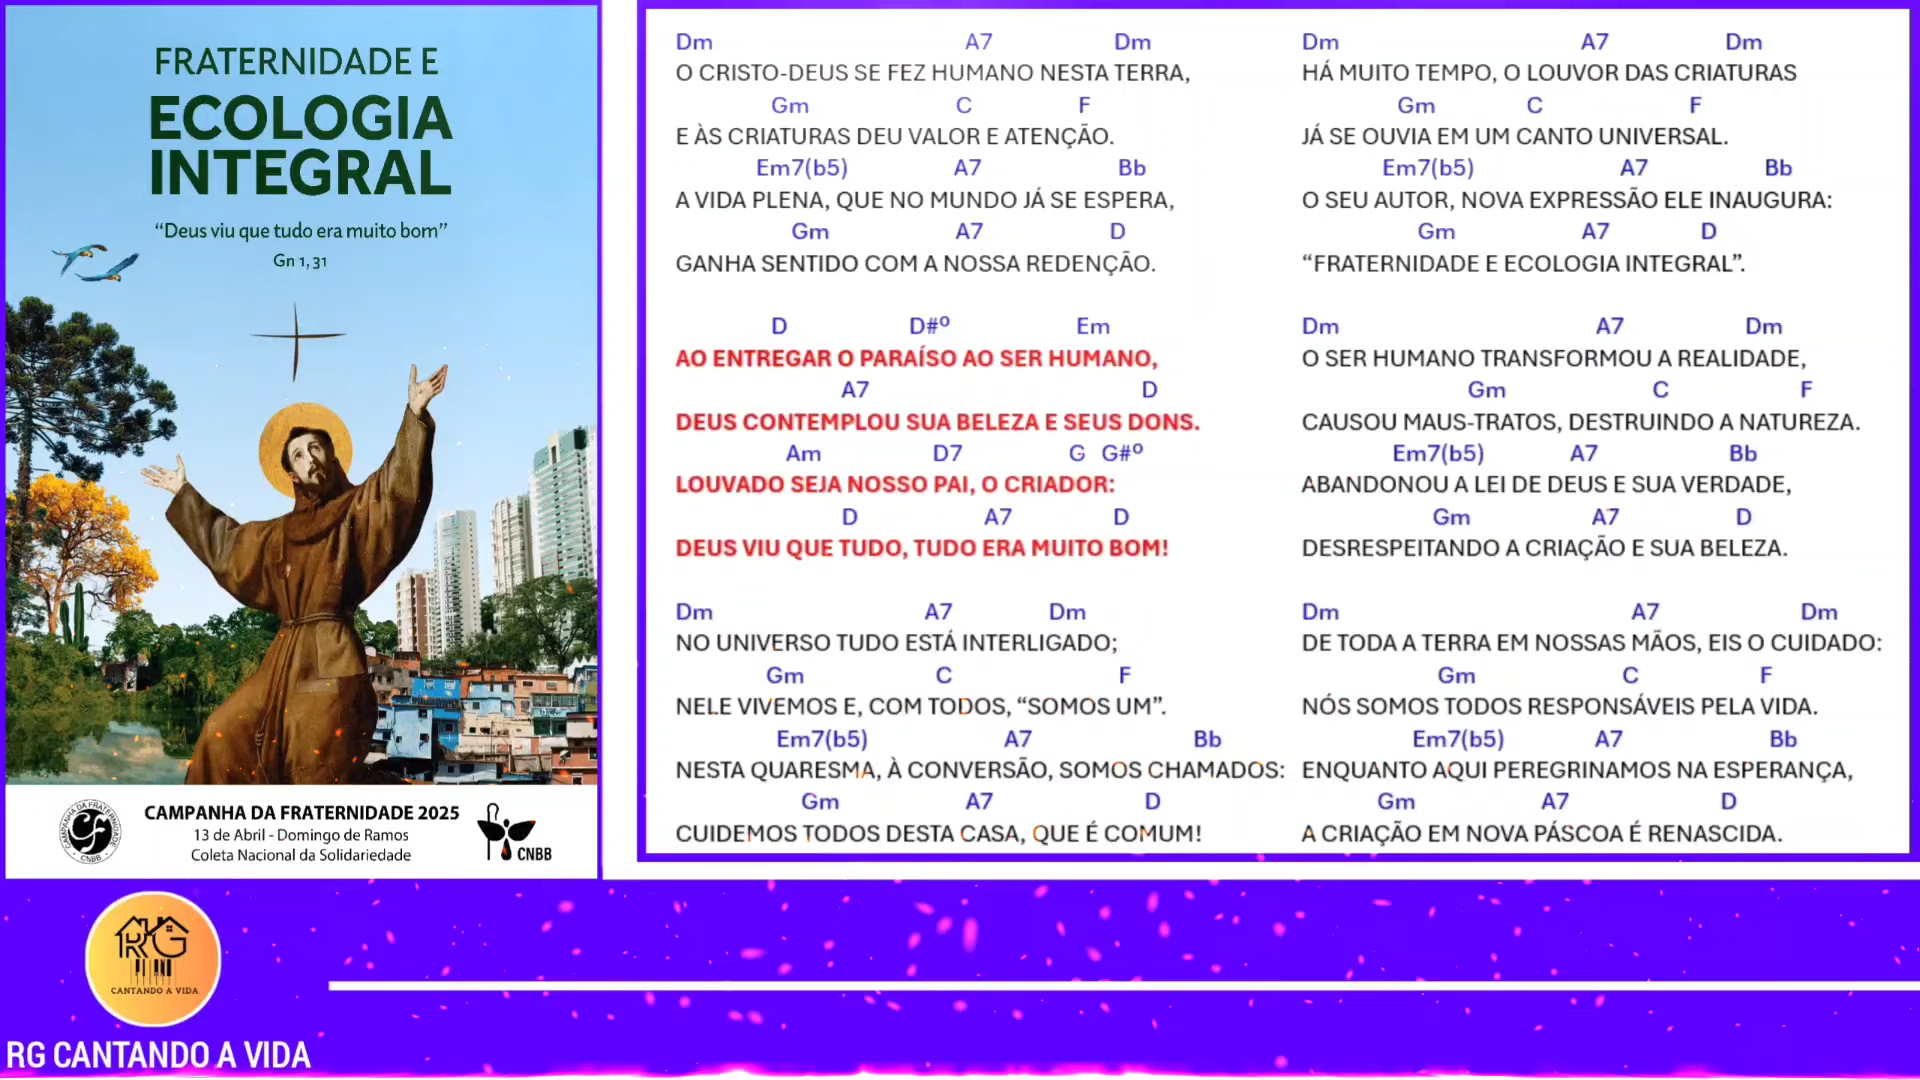 FRATERNIDADE E
ECOLOGIA
INTEGRAL
“Deus viu que tudo era muito bom”
Gn 1, 31
CAMPANHA DA FRATERNIDADE
CF
CNBB
CAMPANHA DA FRATERNIDADE 2025
13 de Abril - Domingo de Ramos
Coleta Nacional da Solidariedade
CNBB
Dm A7 Dm
O CRISTO-DEUS SE FEZ HUMANO NESTA TERRA,
Gm C F
E ÀS CRIATURAS DEU VALOR E ATENÇÃO.
Em7(b5) A7 Bb
A VIDA PLENA, QUE NO MUNDO JÁ SE ESPERA,
Gm A7 D
GANHA SENTIDO COM A NOSSA REDENÇÃO.
D D#º Em
AO ENTREGAR O PARAÍSO AO SER HUMANO,
A7 D
DEUS CONTEMPLOU SUA BELEZA E SEUS DONS.
Am D7 G G#º
LOUVADO SEJA NOSSO PAI, O CRIADOR:
D A7 D
DEUS VIU QUE TUDO, TUDO ERA MUITO BOM!
Dm A7 Dm
NO UNIVERSO TUDO ESTÁ INTERLIGADO;
Gm C F
NELE VIVEMOS E, COM TODOS, “SOMOS UM”.
Em7(b5) A7 Bb
NESTA QUARESMA, À CONVERSÃO, SOMOS CHAMADOS:
Gm A7 D
CUIDEMOS TODOS DESTA CASA, QUE É COMUM!
Dm A7 Dm
HÁ MUITO TEMPO, O LOUVOR DAS CRIATURAS
Gm C F
JÁ SE OUVIA EM UM CANTO UNIVERSAL.
Em7(b5) A7 Bb
O SEU AUTOR, NOVA EXPRESSÃO ELE INAUGURA:
Gm A7 D
“FRATERNIDADE E ECOLOGIA INTEGRAL”.
Dm A7 Dm
O SER HUMANO TRANSFORMOU A REALIDADE,
Gm C F
CAUSOU MAUS-TRATOS, DESTRUINDO A NATUREZA.
Em7(b5) A7 Bb
ABANDONOU A LEI DE DEUS E SUA VERDADE,
Gm A7 D
DESRESPEITANDO A CRIAÇÃO E SUA BELEZA.
Dm A7 Dm
DE TODA A TERRA EM NOSSAS MÃOS, EIS O CUIDADO:
Gm C F
NÓS SOMOS TODOS RESPONSÁVEIS PELA VIDA.
Em7(b5) A7 Bb
ENQUANTO AQUI PEREGRINAMOS NA ESPERANÇA,
Gm A7 D
A CRIAÇÃO EM NOVA PÁSCOA É RENASCIDA.
RG
CANTANDO A VIDA
RG CANTANDO A VIDA